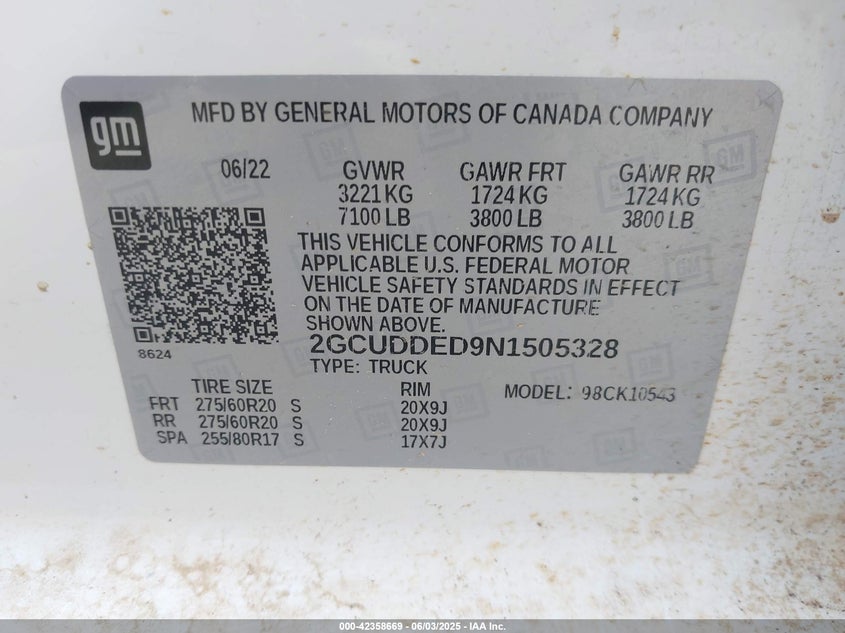 gm
MFD BY GENERAL MOTORS OF CANADA COMPANY
06/22 GVWR GAWR FRT GAWR RR
3221 KG 1724 KG 1724 KG
7100 LB 3800 LB 3800 LB
THIS VEHICLE CONFORMS TO ALL
APPLICABLE U.S. FEDERAL MOTOR
VEHICLE SAFETY STANDARDS IN EFFECT
ON THE DATE OF MANUFACTURE
SHOWN ABOVE.
8624
2GCUDDED9N1505328
TYPE: TRUCK
TIRE SIZE RIM MODEL: 98CK10543
FRT 275/60R20 S 20X9J
RR 275/60R20 S 20X9J
SPA 255/80R17 S 17X7J
000-42358669 - 06/03/2025 - IAA Inc.